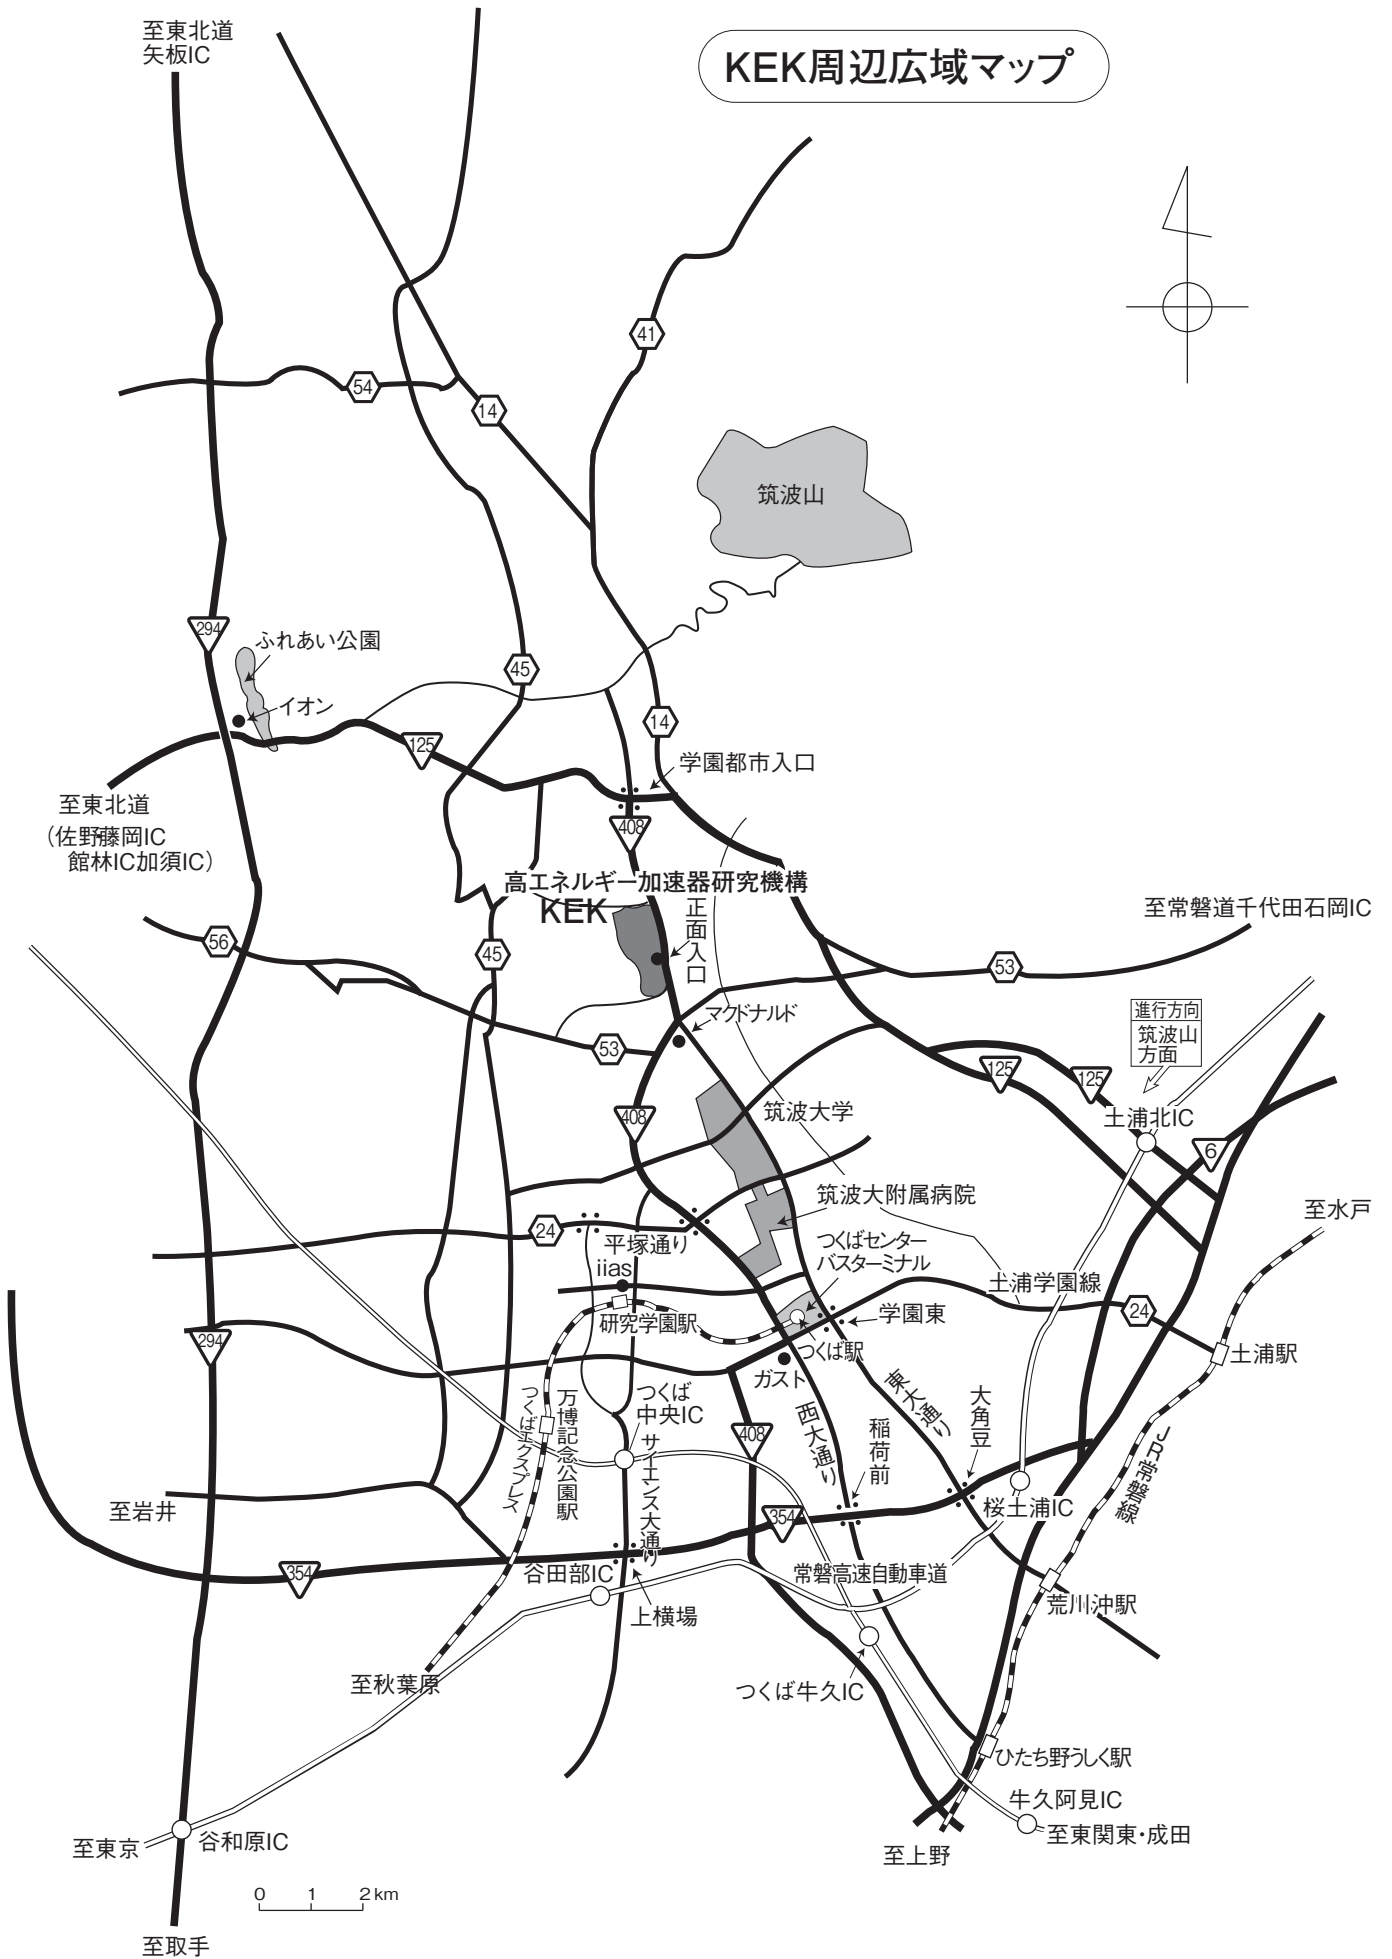 至東北道
矢板IC
KEK周辺広域マップ
41
54
14
筑波山
294
ふれあい公園
45
イオン
14
125
学園都市入口
至東北道
（佐野藤岡IC
館林IC加須IC）
408
高エネルギー加速器研究機構
KEK
正面入口
至常磐道千代田石岡IC
56
45
53
進行方向
筑波山
方面
マクドナルド
53
125
125
408
筑波大学
土浦北IC
6
筑波大附属病院
至水戸
24
平塚通り
つくばセンター
バスターミナル
iias
土浦学園線
研究学園駅
学園東
24
294
つくば駅
土浦駅
ガスト
つくばエクスプレス
万博記念公園駅
つくば
中央IC
サイエンス大通り
408
西大通り
東大通り
稲荷前
大角豆
JR常磐線
至岩井
354
桜土浦IC
354
谷田部IC
常磐高速自動車道
上横場
荒川沖駅
至秋葉原
つくば牛久IC
ひたち野うしく駅
牛久阿見IC
至東関東・成田
至東京
谷和原IC
至上野
0 1 2 km
至取手